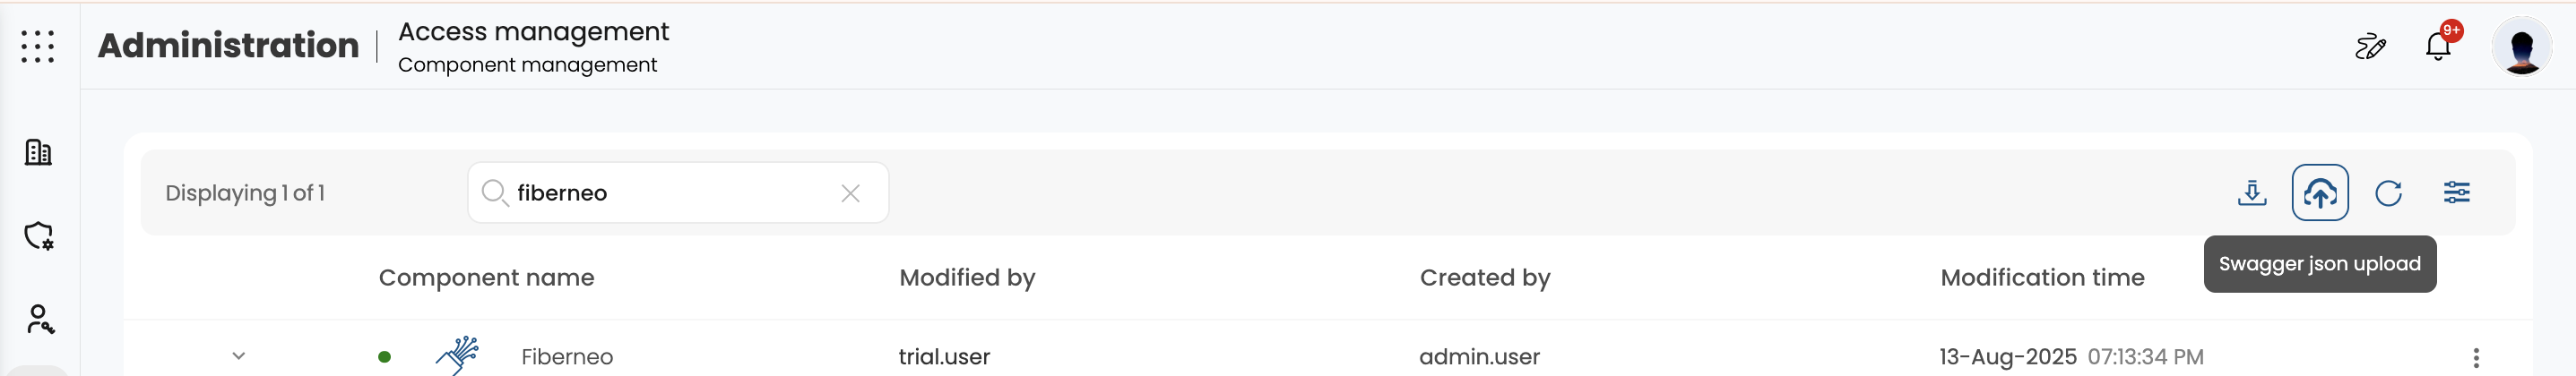 Administration
Access management
Component management
9+
Displaying 1 of 1
fiberneo
Swagger json upload
Component name
Modified by
Created by
Modification time
Fiberneo
trial.user
admin.user
13-Aug-2025 07:13:34 PM